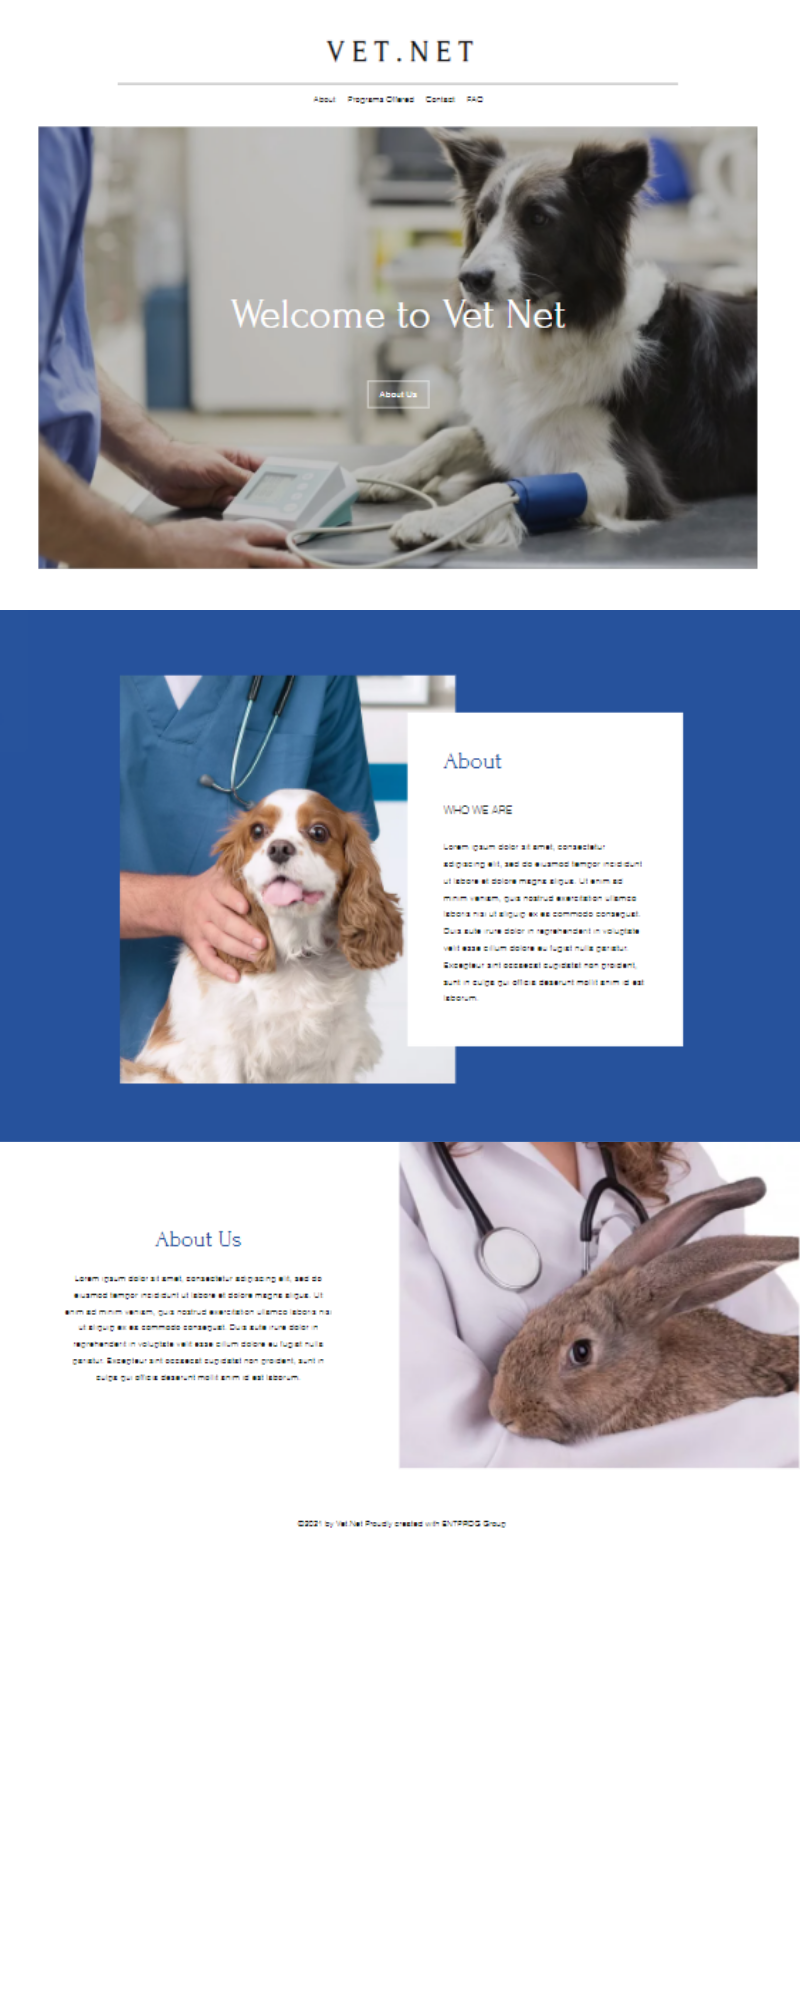 VET.NET
About Programs Offered Contact FAQ
Welcome to Vet Net
About Us
About
WHO WE ARE
Lorem ipsum dolor sit amet, consectetur
adipiscing elit, sed do eiusmod tempor incididunt
ut labore et dolore magna aliqua. Ut enim ad
minim veniam, quis nostrud exercitation ullamco
laboris nisi ut aliquip ex ea commodo consequat.
Duis aute irure dolor in reprehenderit in voluptate
velit esse cillum dolore eu fugiat nulla pariatur.
Excepteur sint occaecat cupidatat non proident,
sunt in culpa qui officia deserunt mollit anim id est
laborum.
About Us
Lorem ipsum dolor sit amet, consectetur adipiscing elit, sed do
eiusmod tempor incididunt ut labore et dolore magna aliqua. Ut
enim ad minim veniam, quis nostrud exercitation ullamco laboris nisi
ut aliquip ex ea commodo consequat. Duis aute irure dolor in
reprehenderit in voluptate velit esse cillum dolore eu fugiat nulla
pariatur. Excepteur sint occaecat cupidatat non proident, sunt in
culpa qui officia deserunt mollit anim id est laborum.
©2021 by Vet.Net Proudly created with ENTPROG Group